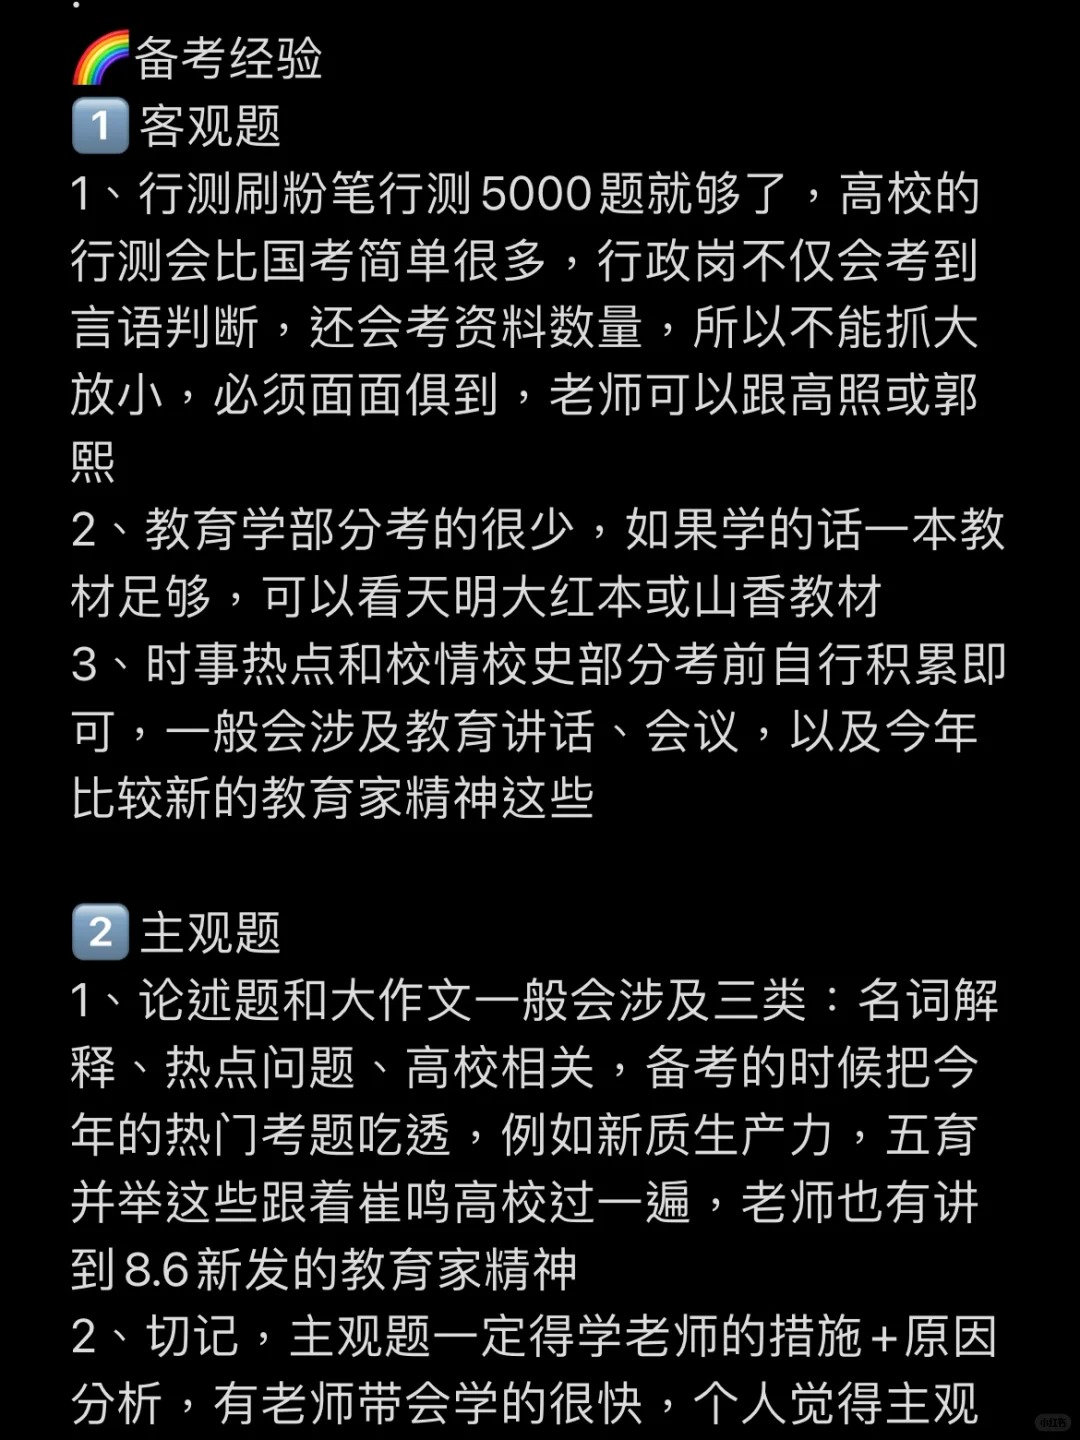 🌈备考经验
1️⃣客观题
1、行测刷粉笔行测5000题就够了，高校的
行测会比国考简单很多，行政岗不仅会考到
言语判断，还会考资料数量，所以不能抓大
放小，必须面面俱到，老师可以跟高照或郭
熙
2、教育学部分考的很少，如果学的话一本教
材足够，可以看天明大红本或山香教材
3、时事热点和校情校史部分考前自行积累即
可，一般会涉及教育讲话、会议，以及今年
比较新的教育家精神这些
2️⃣主观题
1、论述题和大作文一般会涉及三类：名词解
释、热点问题、高校相关，备考的时候把今
年的热门考题吃透，例如新质生产力，五育
并举这些跟着崔鸣高校过一遍，老师也有讲
到8.6新发的教育家精神
2、切记，主观题一定得学老师的措施+原因
分析，有老师带会学的很快，个人觉得主观
小红书